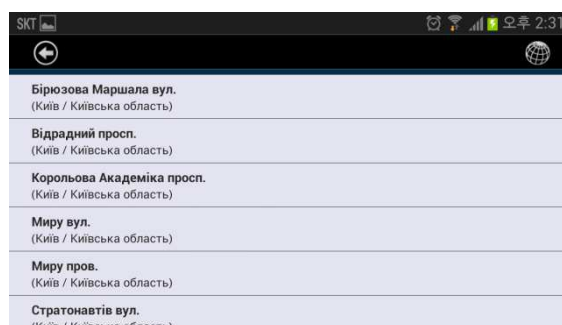 SKT
오후 2:31
Бірюзова Маршала вул.
(Київ / Київська область)
Відрадний просп.
(Київ / Київська область)
Корольова Академіка просп.
(Київ / Київська область)
Миру вул.
(Київ / Київська область)
Миру пров.
(Київ / Київська область)
Стратонавтів вул.